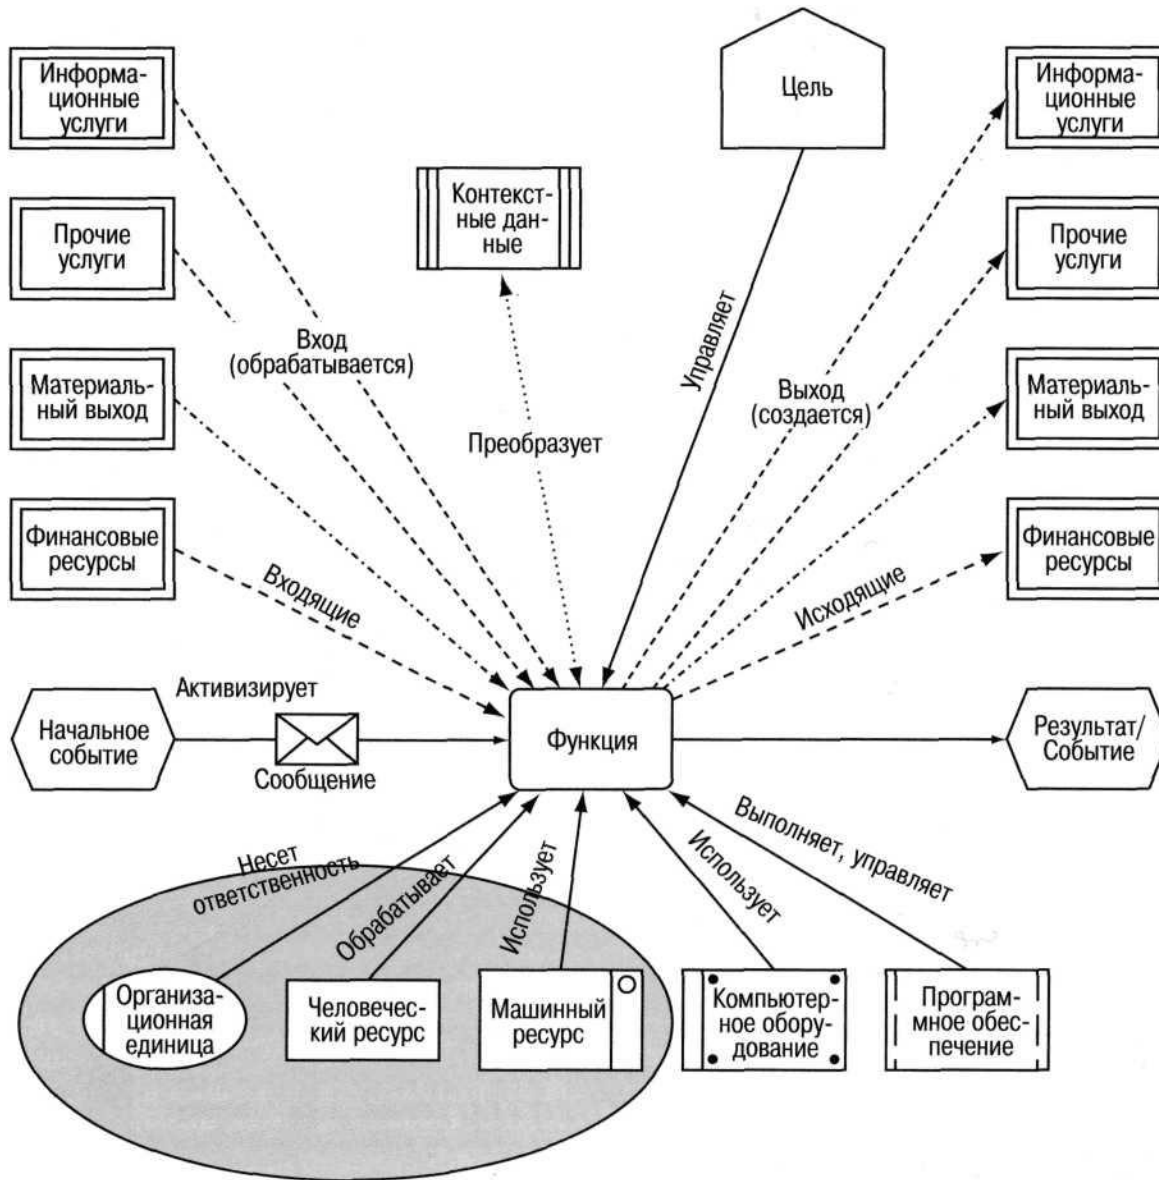 Информа-
ционные
услуги
Цель
Информа-
ционные
услуги
Контекст-
ные дан-
ные
Прочие
услуги
Прочие
услуги
Вход
(обрабатывается)
Управляет
Материаль-
ный выход
Выход
(создается)
Материаль-
ный выход
Преобразует
Финансовые
ресурсы
Входящие
Исходящие
Финансовые
ресурсы
Активизирует
Начальное
событие
Сообщение
Функция
Результат/
Событие
Несет
ответственность
Обрабатывает
Использует
Использует
Выполняет, управляет
Организа-
ционная
единица
Человечес-
кий ресурс
Машинный
ресурс
Компьютер-
ное обору-
дование
Програм-
мное обес-
печение